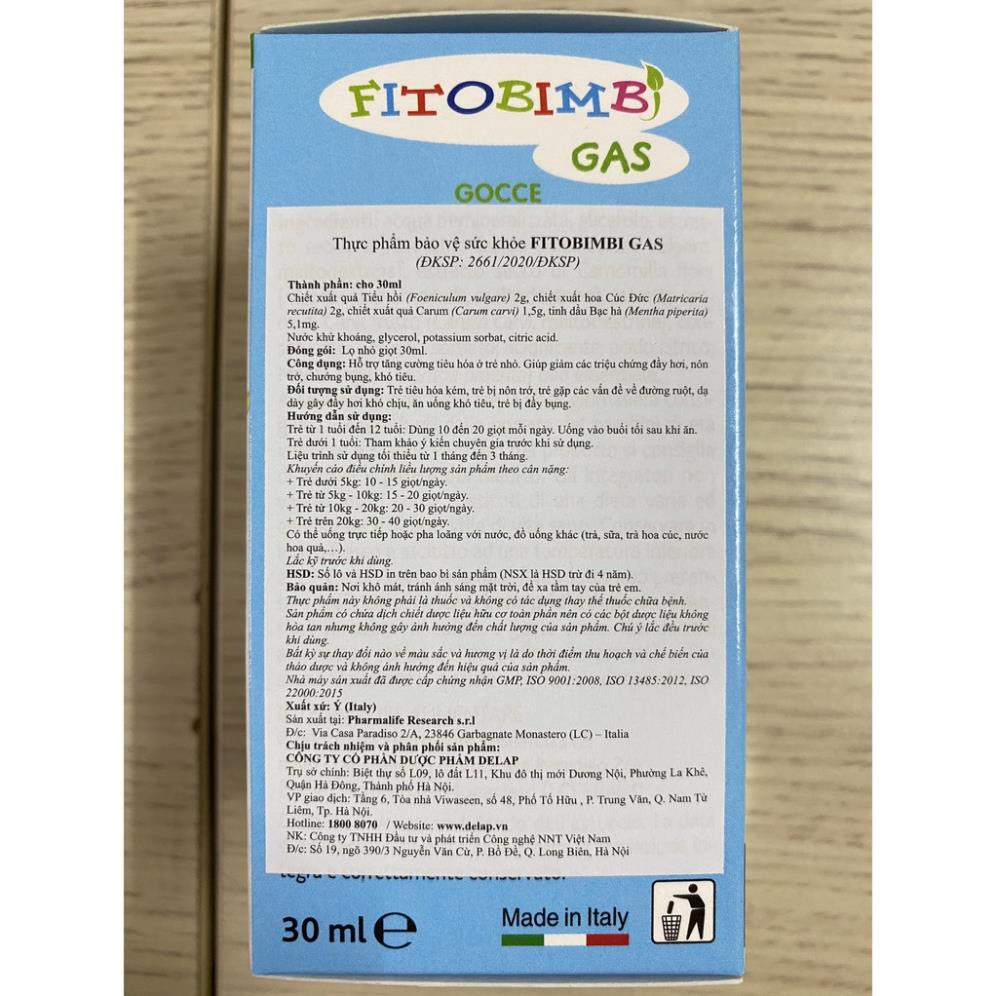 FITOBIMBI
GAS
GOCCE
Thực phẩm bảo vệ sức khỏe FITOBIMBI GAS
(ĐKSP: 2661/2020/ĐKSP)
Thành phần: cho 30ml
Chiết xuất quả Tiểu hồi (Foeniculum vulgare) 2g, chiết xuất hoa Cúc Đức (Matricaria
recutita) 2g, chiết xuất quả Carum (Carum carvi) 1,5g, tinh dầu Bạc hà (Mentha piperita)
5,1mg.
Nước khử khoáng, glycerol, potassium sorbat, citric acid.
Đóng gói: Lọ nhỏ giọt 30ml.
Công dụng: Hỗ trợ tăng cường tiêu hóa ở trẻ nhỏ. Giúp giảm các triệu chứng đầy hơi, nôn
trớ, chướng bụng, khó tiêu.
Đối tượng sử dụng: Trẻ tiêu hóa kém, trẻ bị nôn trớ, trẻ gặp các vấn đề về đường ruột, dạ
dày gây đầy hơi khó chịu, ăn uống khó tiêu, trẻ bị đầy bụng.
Hướng dẫn sử dụng:
Trẻ từ 1 tuổi đến 12 tuổi: Dùng 10 đến 20 giọt mỗi ngày. Uống vào buổi tối sau khi ăn.
Trẻ dưới 1 tuổi: Tham khảo ý kiến chuyên gia trước khi sử dụng.
Liệu trình sử dụng tối thiểu từ 1 tháng đến 3 tháng.
Khuyến cáo điều chỉnh liều lượng sản phẩm theo cân nặng:
+ Trẻ dưới 5kg: 10 - 15 giọt/ngày.
+ Trẻ từ 5kg - 10kg: 15 - 20 giọt/ngày.
+ Trẻ từ 10kg - 20kg: 20 - 30 giọt/ngày.
+ Trẻ trên 20kg: 30 - 40 giọt/ngày.
Có thể uống trực tiếp hoặc pha loãng với nước, đồ uống khác (trà, sữa, trà hoa cúc, nước
hoa quả,…).
Lắc kỹ trước khi dùng.
HSD: Số lô và HSD in trên bao bì sản phẩm (NSX là HSD trừ đi 4 năm).
Bảo quản: Nơi khô mát, tránh ánh sáng mặt trời, để xa tầm tay của trẻ em.
Thực phẩm này không phải là thuốc và không có tác dụng thay thế thuốc chữa bệnh.
Sản phẩm có chứa dịch chiết dược liệu hữu cơ toàn phần nên có các bột dược liệu không
hòa tan nhưng không gây ảnh hưởng đến chất lượng của sản phẩm. Chú ý lắc đều trước
khi dùng.
Bất kỳ sự thay đổi nào về màu sắc và hương vị là do thời điểm thu hoạch và chế biến của
thảo dược và không ảnh hưởng đến hiệu quả của sản phẩm.
Nhà máy sản xuất đã được cấp chứng nhận GMP, ISO 9001:2008, ISO 13485:2012, ISO
22000:2015
Xuất xứ: Ý (Italy)
Sản xuất tại: Pharmalife Research s.r.l
Đ/c: Via Casa Paradiso 2/A, 23846 Garbagnate Monastero (LC) – Italia
Chịu trách nhiệm và phân phối sản phẩm:
CÔNG TY CỔ PHẦN DƯỢC PHẨM DELAP
Trụ sở chính: Biệt thự số L09, lô đất L11, Khu đô thị mới Dương Nội, Phường La Khê,
Quận Hà Đông, Thành phố Hà Nội.
VP giao dịch: Tầng 6, Tòa nhà Viwaseen, số 48, Phố Tố Hữu , P. Trung Văn, Q. Nam Từ
Liêm, Tp. Hà Nội.
Hotline: 1800 8070 / Website: www.delap.vn
NK: Công ty TNHH Đầu tư và phát triển Công nghệ NNT Việt Nam
Đ/c: Số 19, ngõ 390/3 Nguyễn Văn Cừ, P. Bồ Đề, Q. Long Biên, Hà Nội
30 ml e
Made in Italy